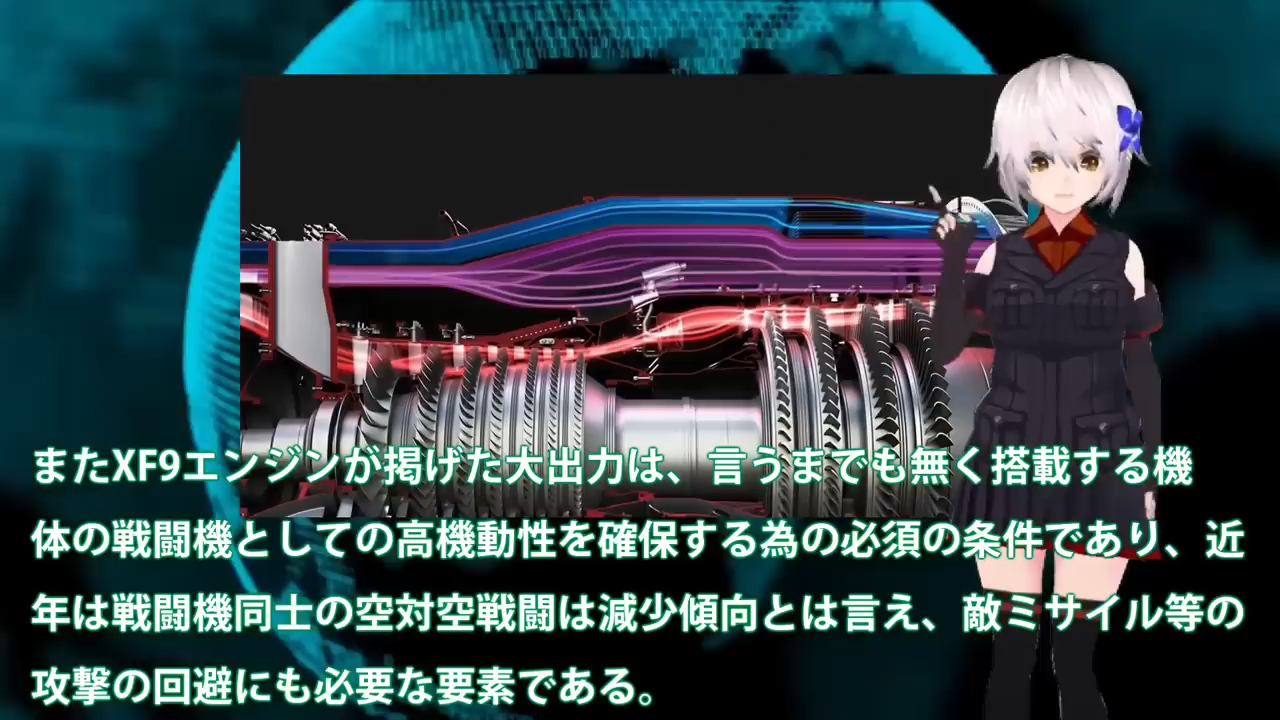 またXF9エンジンが掲げた大出力は、言うまでも無く搭載する機
体の戦闘機としての高機動性を確保する為の必須の条件であり、近
年は戦闘機同士の空対空戦闘は減少傾向とは言え、敵ミサイル等の
攻撃の回避にも必要な要素である。